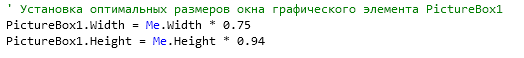 ' Установка оптимальных размеров окна графического элемента PictureBox1
PictureBox1.Width = Me.Width * 0.75
PictureBox1.Height = Me.Height * 0.94